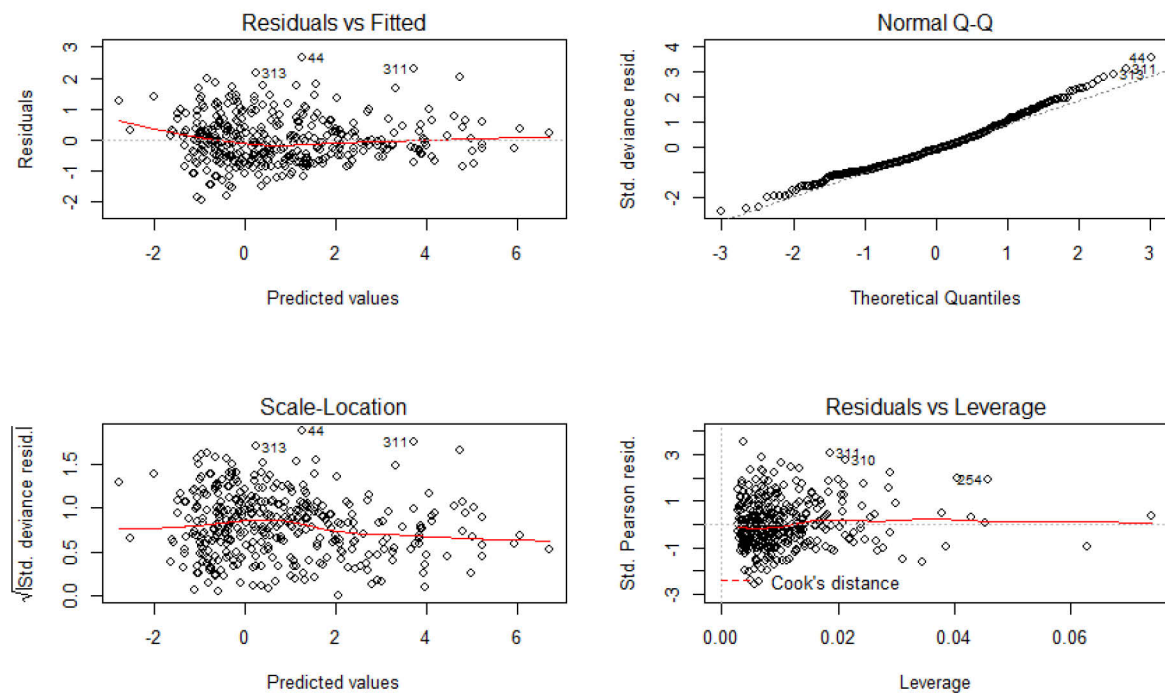 Residuals vs Fitted
Residuals
3
2
1
0
-1
-2
44
313
311
-2 0 2 4 6
Predicted values
Normal Q-Q
Std. deviance resid.
4
3
2
1
0
-2
44
311
313
-3 -2 -1 0 1 2 3
Theoretical Quantiles
Scale-Location
√|Std. deviance resid.|
1.5
1.0
0.5
0.0
44
313
311
-2 0 2 4 6
Predicted values
Residuals vs Leverage
Std. Pearson resid.
3
1
-1
-3
311
310
254
Cook's distance
0.00 0.02 0.04 0.06
Leverage